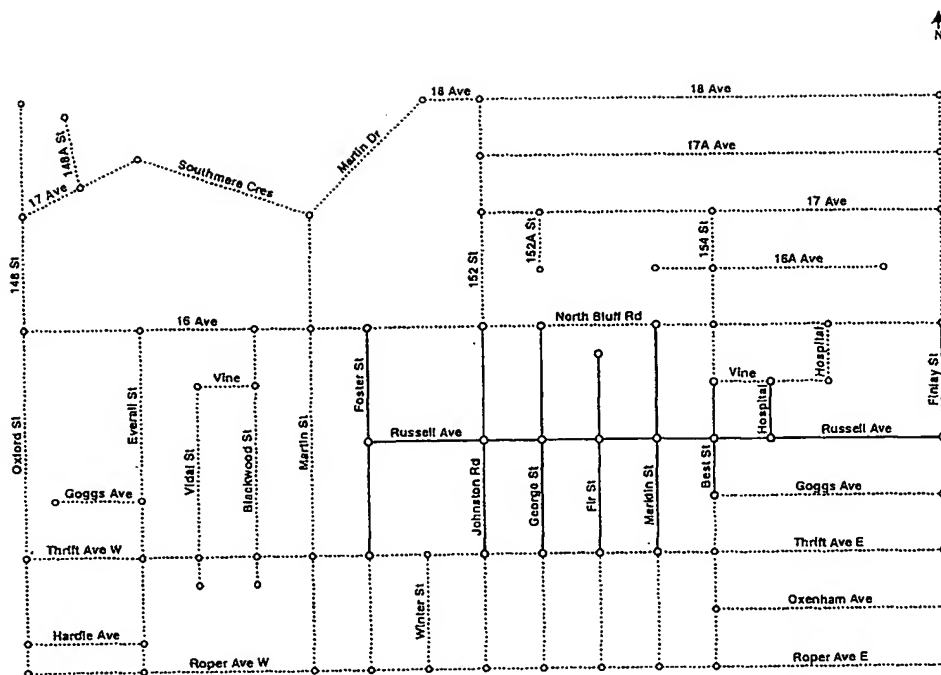 N
18 Ave
18 Ave
148A St
Martin Dr
17A Ave
Southmere Cres
17 Ave
17 Ave
148 St
152 St
152A St
154 St
16A Ave
16 Ave
North Bluff Rd
Hospital
Vine
Vine
Foster St
Finlay St
Everall St
Hospital
Oxford St
Vidal St
Blackwood St
Martin St
Russell Ave
Russell Ave
Johnston Rd
George St
Fir St
Merklin St
Best St
Goggs Ave
Goggs Ave
Thrift Ave W
Thrift Ave E
Winter St
Oxenham Ave
Hardie Ave
Roper Ave W
Roper Ave E